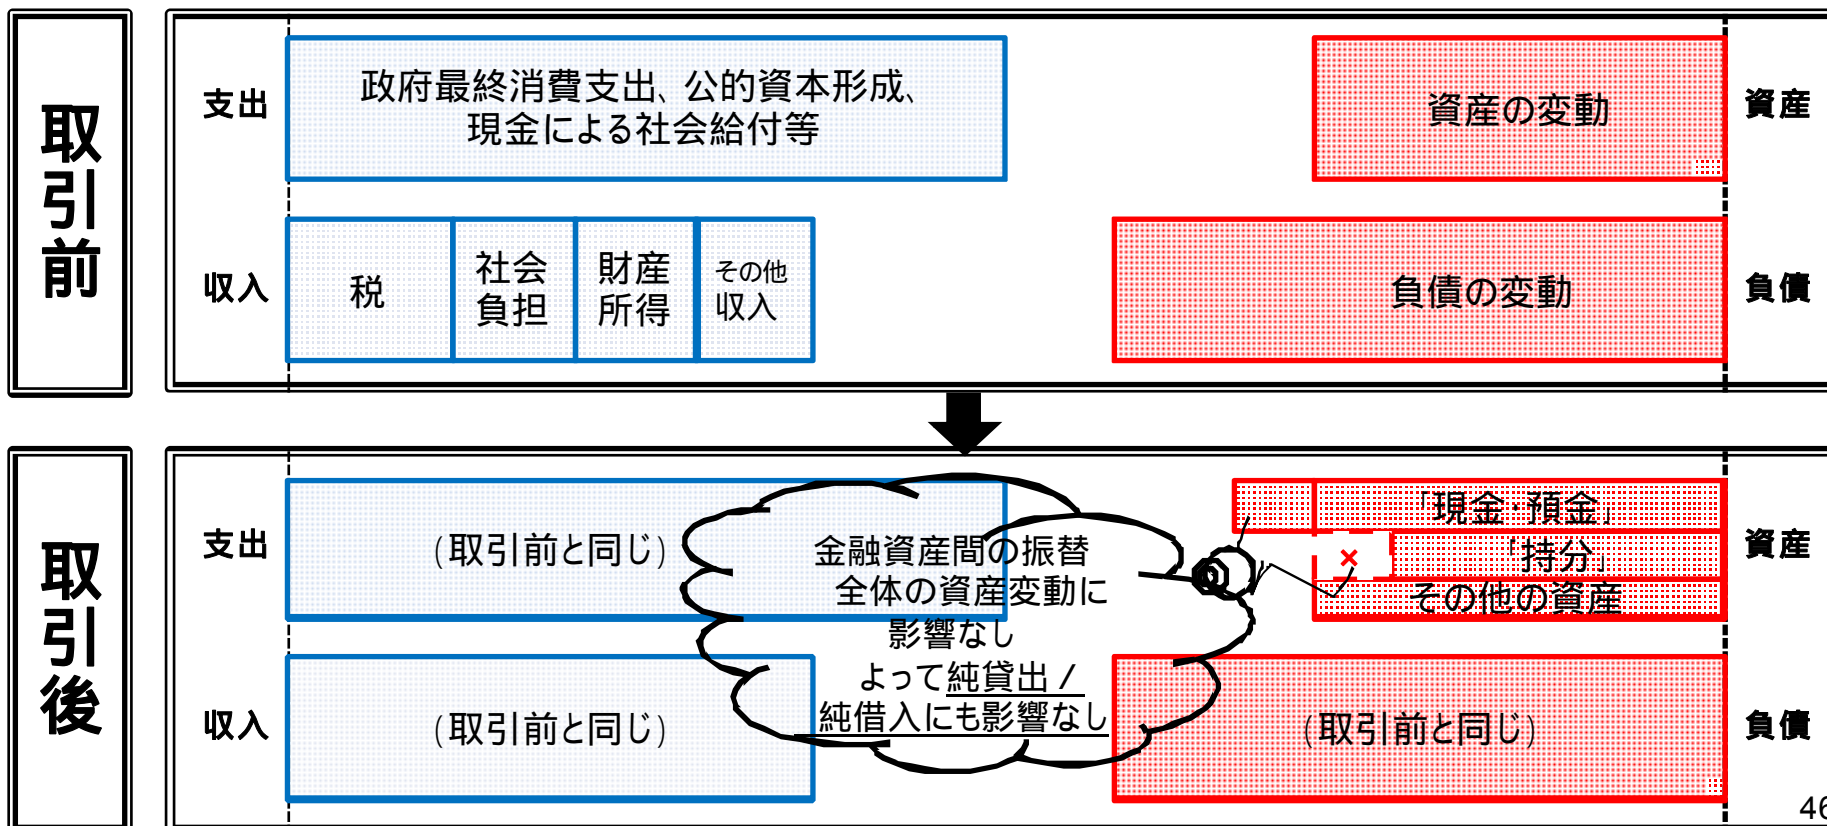 取引前
支出
政府最終消費支出、公的資本形成、
現金による社会給付等
資産の変動
資産
収入
税
社会
負担
財産
所得
その他
収入
負債の変動
負債
取引後
支出
(取引前と同じ)
金融資産間の振替
全体の資産変動に
影響なし
よって純貸出/
純借入にも影響なし
「現金・預金」
×
「持分」
その他の資産
資産
収入
(取引前と同じ)
(取引前と同じ)
負債
46